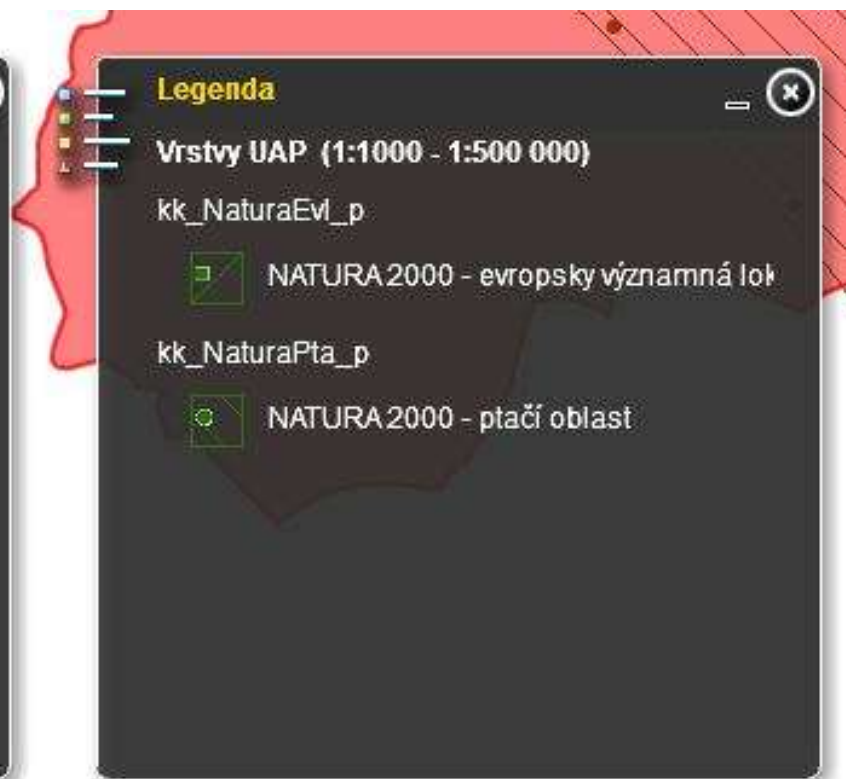 Legenda
Vrstvy UAP (1:1000 - 1:500 000)
kk_NaturaEvl_p
NATURA 2000 - evropsky významná lok
kk_NaturaPta_p
NATURA 2000 - ptačí oblast